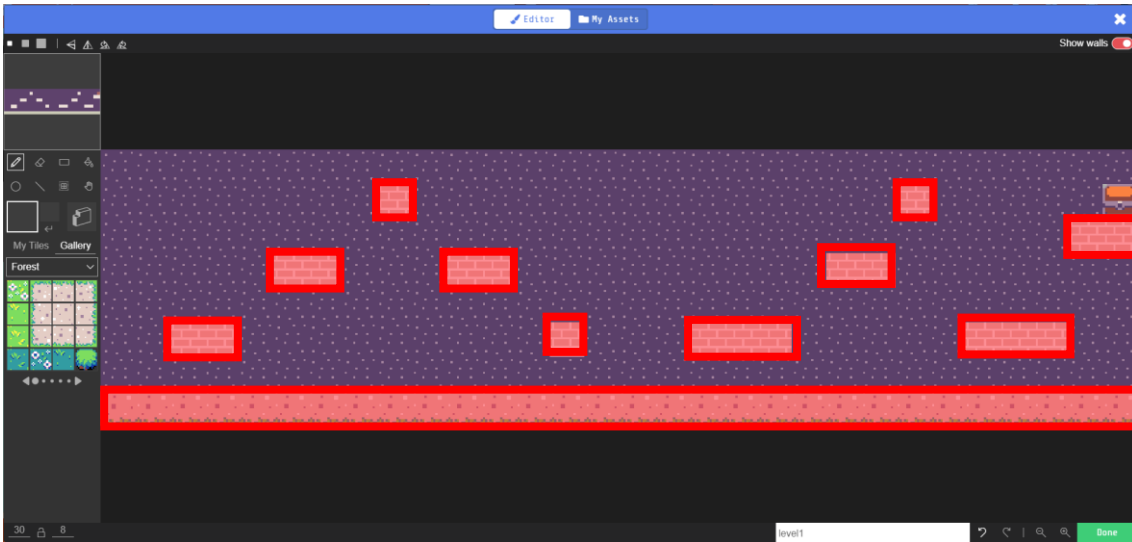 Editor My Assets
Show walls
My Tiles Gallery
Forest
30 8
level1
Done